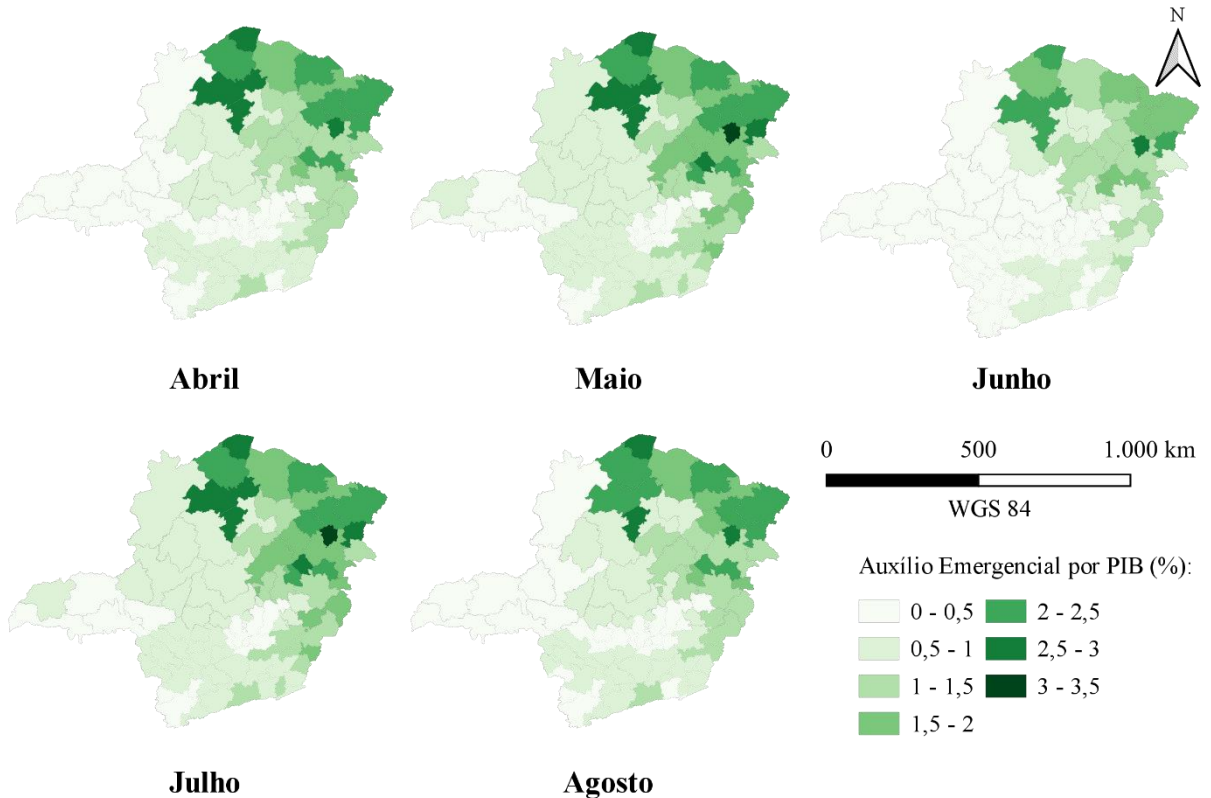 N
Abril
Maio
Junho
0 500 1.000 km
WGS 84
Auxílio Emergencial por PIB (%):
0 - 0,5
0,5 - 1
1 - 1,5
1,5 - 2
2 - 2,5
2,5 - 3
3 - 3,5
Julho
Agosto